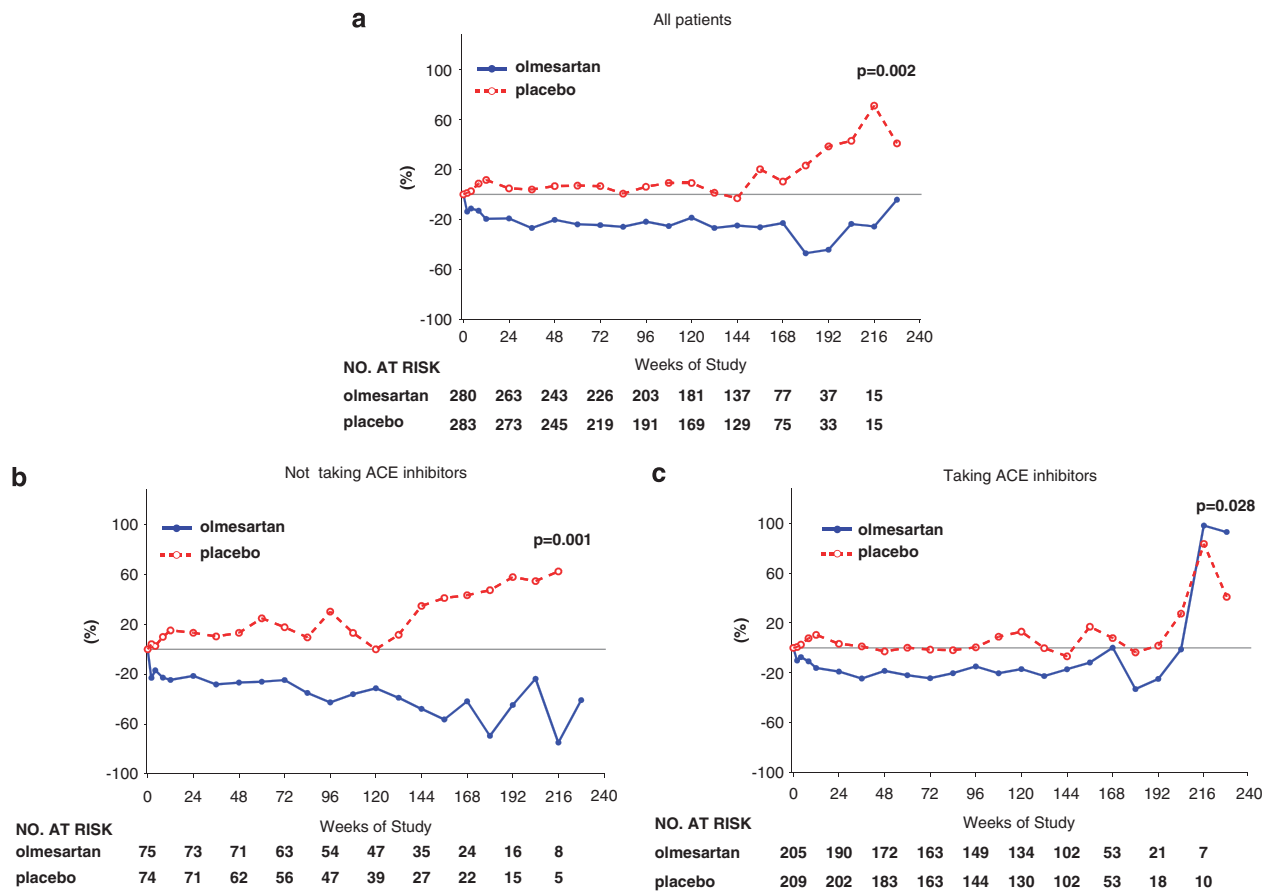 a
All patients
olmesartan
placebo
p=0.002
100
60
20
-20
-60
-100
(%)
0 24 48 72 96 120 144 168 192 216 240
Weeks of Study
NO. AT RISK
olmesartan 280 263 243 226 203 181 137 77 37 15
placebo 283 273 245 219 191 169 129 75 33 15
b
Not taking ACE inhibitors
olmesartan
placebo
p=0.001
100
60
20
-20
-60
-100
(%)
0 24 48 72 96 120 144 168 192 216 240
Weeks of Study
NO. AT RISK
olmesartan 75 73 71 63 54 47 35 24 16 8
placebo 74 71 62 56 47 39 27 22 15 5
c
Taking ACE inhibitors
olmesartan
placebo
p=0.028
100
60
20
-20
-60
-100
(%)
0 24 48 72 96 120 144 168 192 216 240
Weeks of Study
NO. AT RISK
olmesartan 205 190 172 163 149 134 102 53 21 7
placebo 209 202 183 163 144 130 102 53 18 10